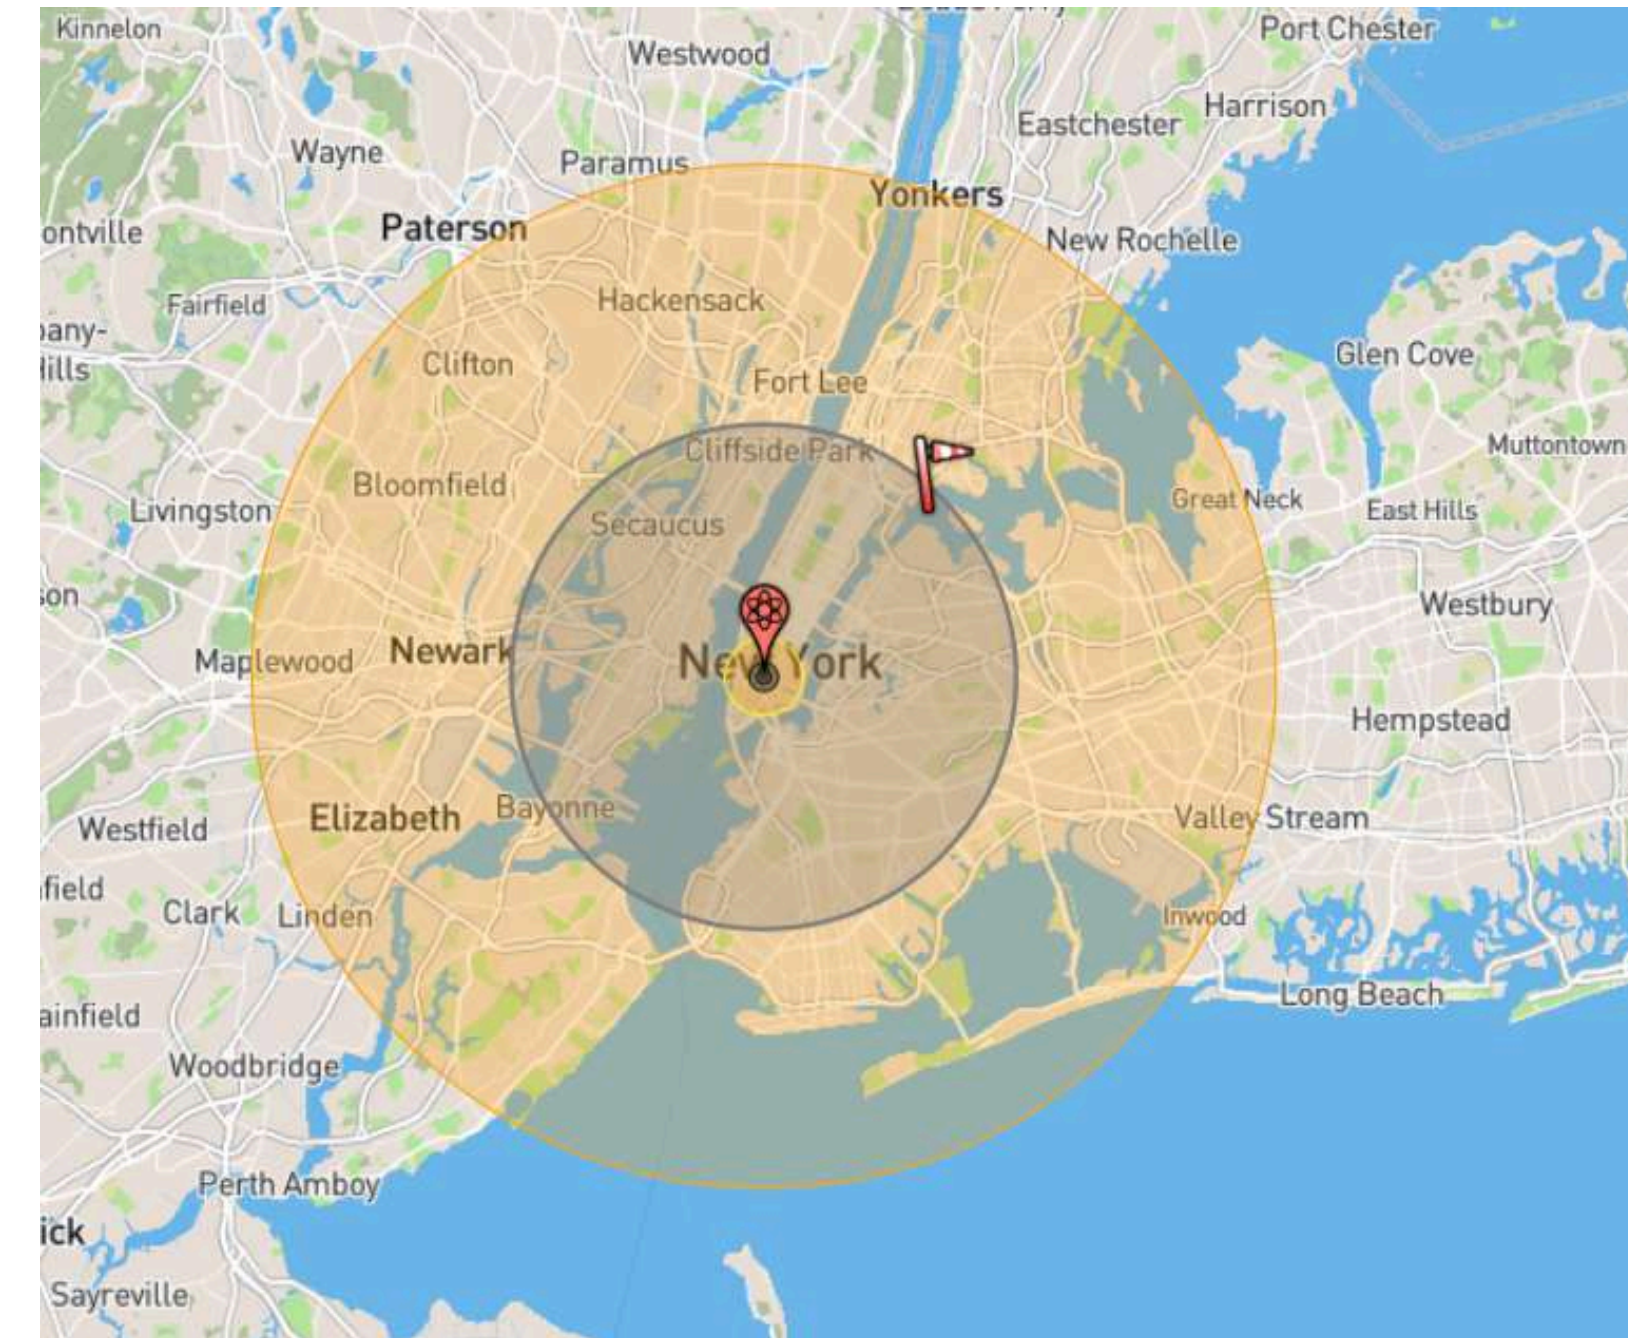 Kinnelon
Port Chester
Westwood
Harrison
Eastchester
Wayne
Paramus
Yonkers
Paterson
ontville
New Rochelle
Hackensack
Fairfield
any-
Glen Cove
Clifton
ills
Fort Lee
Muttontown
Cliffside Park
Bloomfield
Great Neck
Livingston
East Hills
Secaucus
son
Westbury
Newark
Maplewood
New York
Hempstead
Bayonne
Elizabeth
Valley Stream
Westfield
field
Clark
Linden
Inwood
Long Beach
ainfield
Woodbridge
Perth Amboy
ick
Sayreville